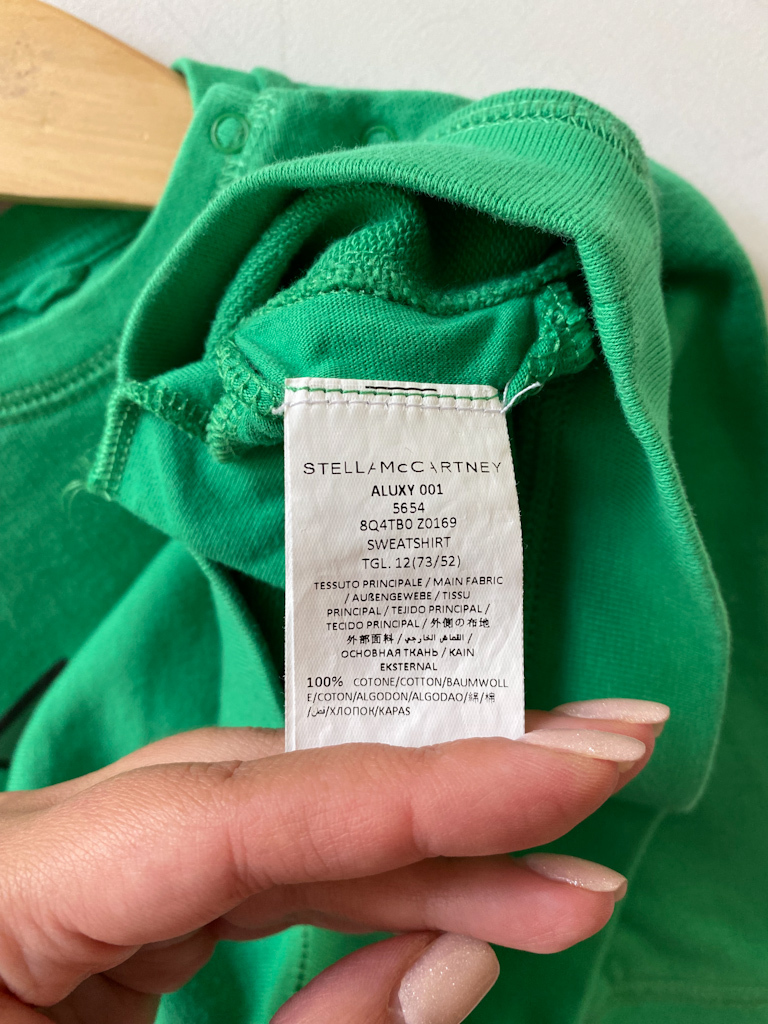 STELLA McCARTNEY
ALUXY 001
5654
8Q4TB0 Z0169
SWEATSHIRT
TGL. 12(73/52)
TESSUTO PRINCIPALE / MAIN FABRIC
/ AUßENGEWEBE / TISSU
PRINCIPAL / TEJIDO PRINCIPAL /
TECIDO PRINCIPAL / 外側の布地
外部面料 / القماش الخارجي /
ОСНОВНАЯ ТКАНЬ / KAIN
EKSTERNAL
100% COTONE/COTTON/BAUMWOLL
E/COTON/ALGODON/ALGODAO/綿/棉
/قطن/ХЛОПОК/KAPAS